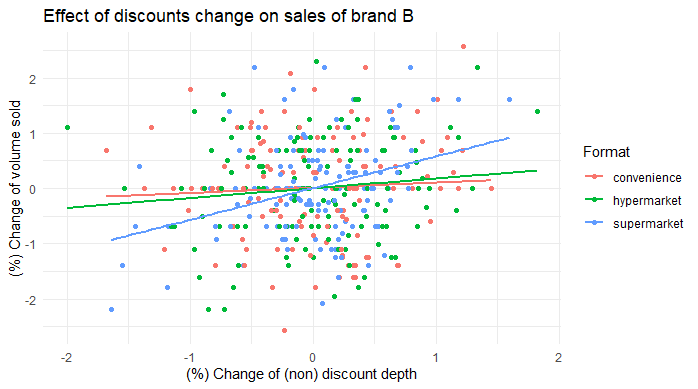 Effect of discounts change on sales of brand B
(%) Change of volume sold
2
1
0
-1
-2
-2
-1
0
1
2
(%) Change of (non) discount depth
Format
convenience
hypermarket
supermarket